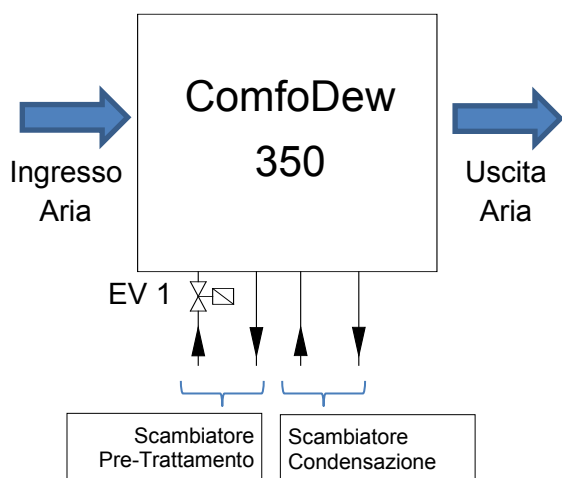 ComfoDew
350
Ingresso
Aria
Uscita
Aria
EV 1
Scambiatore
Pre-Trattamento
Scambiatore
Condensazione